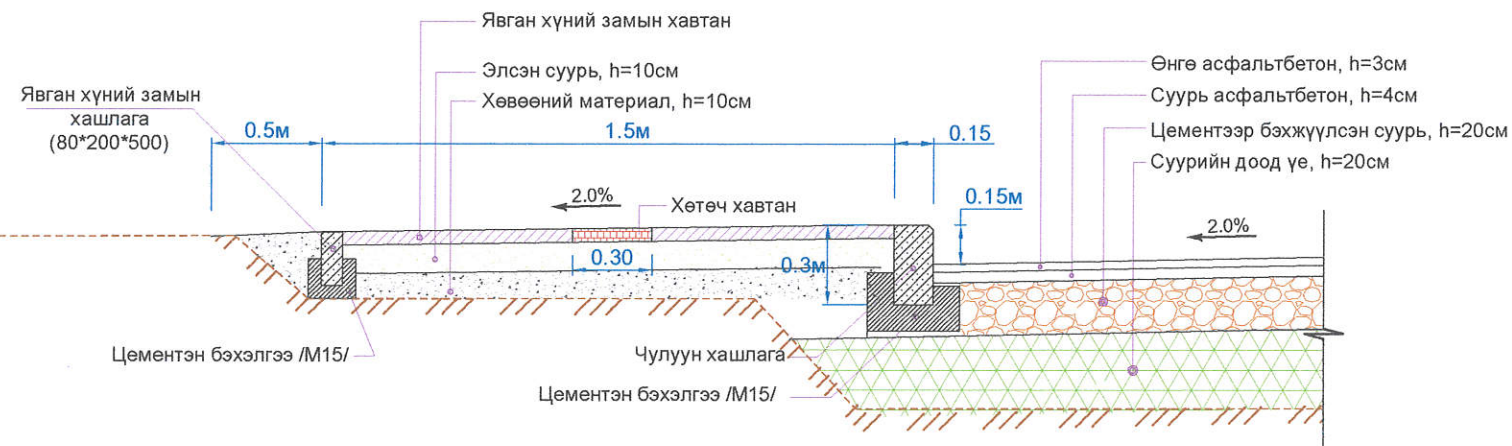 Явган хүний замын хавтан
Элсэн суурь, h=10см
Хөвөөний материал, h=10см
Явган хүний замын
хашлага
(80*200*500)
0.5м
1.5м
0.15
Өнгө асфальтбетон, h=3см
Суурь асфальтбетон, h=4см
Цементээр бэхжүүлсэн суурь, h=20см
Суурийн доод үе, h=20см
2.0%
Хөтөч хавтан
0.15м
2.0%
0.30
0.3м
Цементэн бэхэлгээ /М15/
Чулуун хашлага
Цементэн бэхэлгээ /М15/